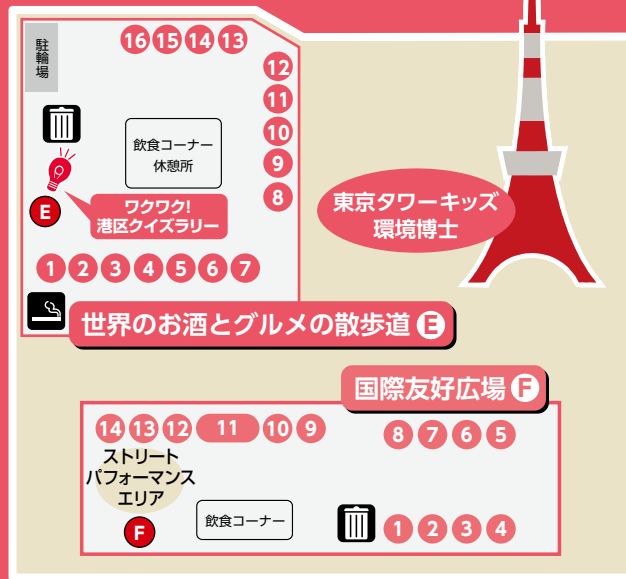 駐輪場
16 15 14 13
12
11
10
9
8
飲食コーナー
休憩所
E
ワクワク!
港区クイズラリー
1 2 3 4 5 6 7
世界のお酒とグルメの散歩道 E
東京タワーキッズ
環境博士
国際友好広場 F
14 13 12 11 10 9
8 7 6 5
ストリート
パフォーマンス
エリア
F
飲食コーナー
1 2 3 4